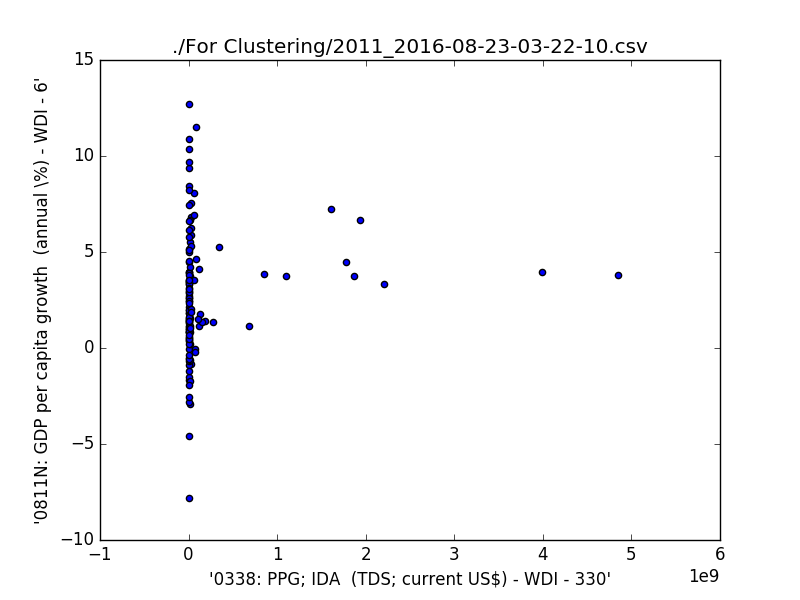 ./For Clustering/2011_2016-08-23-03-22-10.csv
15
10
5
0
−5
−10
'0811N: GDP per capita growth  (annual \%) - WDI - 6'
−1 0 1 2 3 4 5 6
1e9
'0338: PPG; IDA  (TDS; current US$) - WDI - 330'